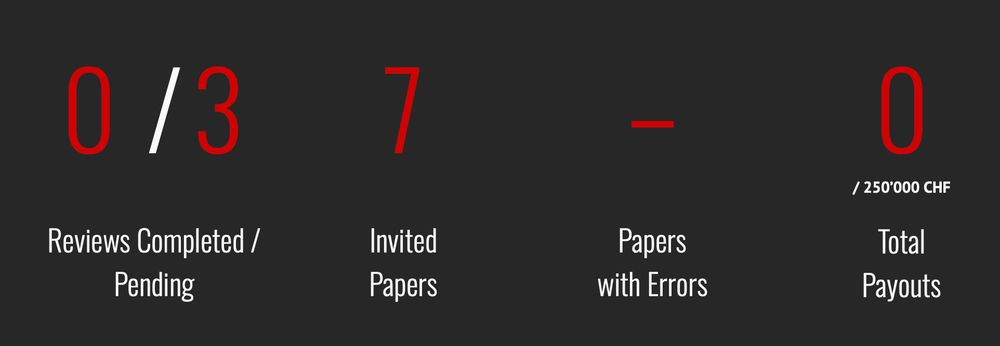 0 / 3
7
–
0
/ 250'000 CHF
Reviews Completed /
Pending
Invited
Papers
Papers
with Errors
Total
Payouts